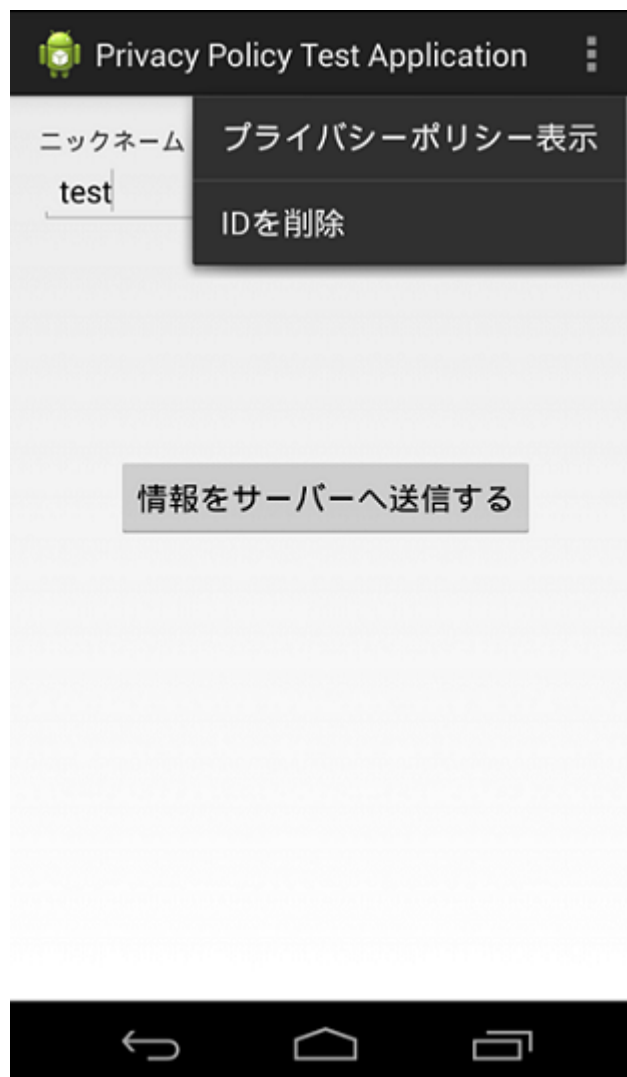 Privacy Policy Test Application
ニックネーム
プライバシーポリシー表示
test
IDを削除
情報をサーバーへ送信する